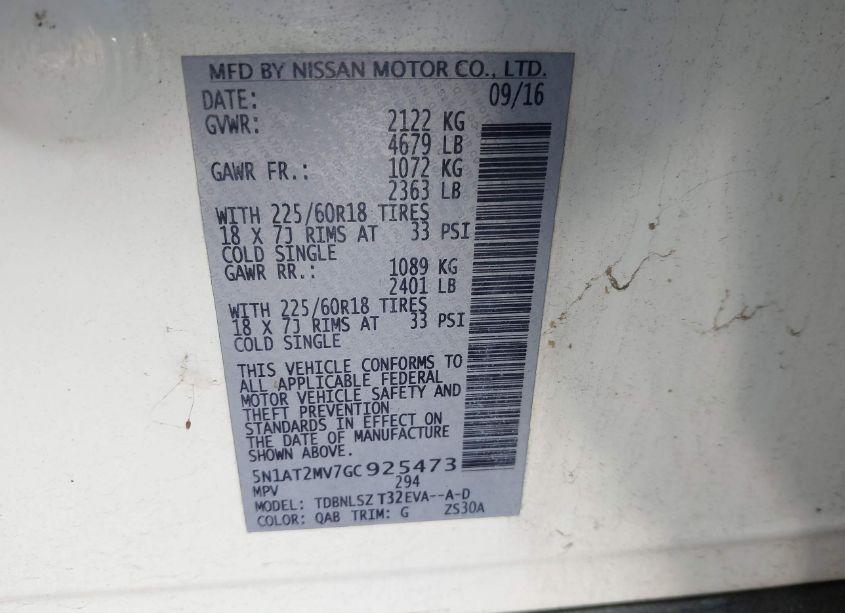 MFD BY NISSAN MOTOR CO., LTD.
DATE: 09/16
GVWR: 2122 KG
4679 LB
GAWR FR.: 1072 KG
2363 LB
WITH 225/60R18 TIRES
18 X 7J RIMS AT 33 PSI
COLD SINGLE
GAWR RR.: 1089 KG
2401 LB
WITH 225/60R18 TIRES
18 X 7J RIMS AT 33 PSI
COLD SINGLE
THIS VEHICLE CONFORMS TO
ALL APPLICABLE FEDERAL
MOTOR VEHICLE SAFETY AND
THEFT PREVENTION
STANDARDS IN EFFECT ON
THE DATE OF MANUFACTURE
SHOWN ABOVE.
5N1AT2MV7GC925473
MPV 294
MODEL: TDBNLSZ T32EVA--A-D
COLOR: QAB TRIM: G ZS30A